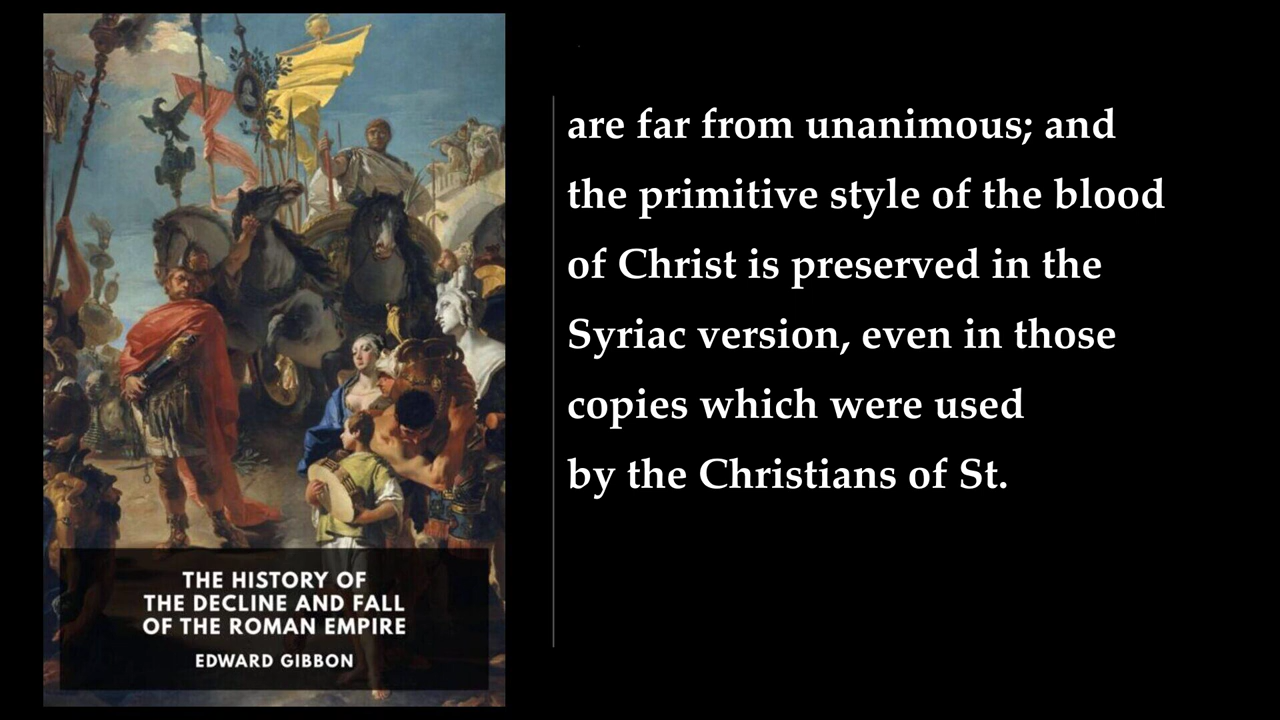 are far from unanimous; and
the primitive style of the blood
of Christ is preserved in the
Syriac version, even in those
copies which were used
by the Christians of St.
THE HISTORY OF
THE DECLINE AND FALL
OF THE ROMAN EMPIRE
EDWARD GIBBON